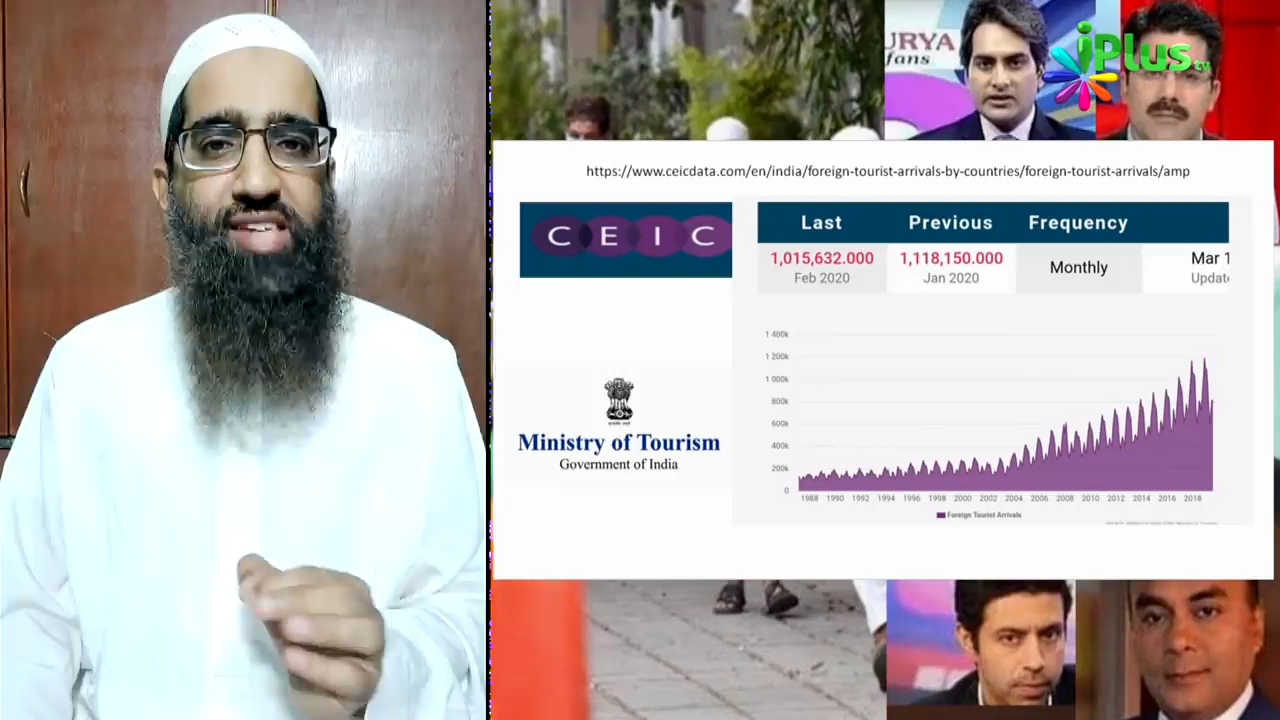 URYA
fans
iPlus tv
https://www.ceicdata.com/en/india/foreign-tourist-arrivals-by-countries/foreign-tourist-arrivals/amp
CEIC
Last Previous Frequency
1,015,632.000 1,118,150.000 Monthly Mar 1
Feb 2020 Jan 2020 Update
1 400k
1 200k
1 000k
800k
600k
400k
200k
0
1988 1990 1992 1994 1996 1998 2000 2002 2004 2006 2008 2010 2012 2014 2016 2018
Foreign Tourist Arrivals
Ministry of Tourism
Government of India